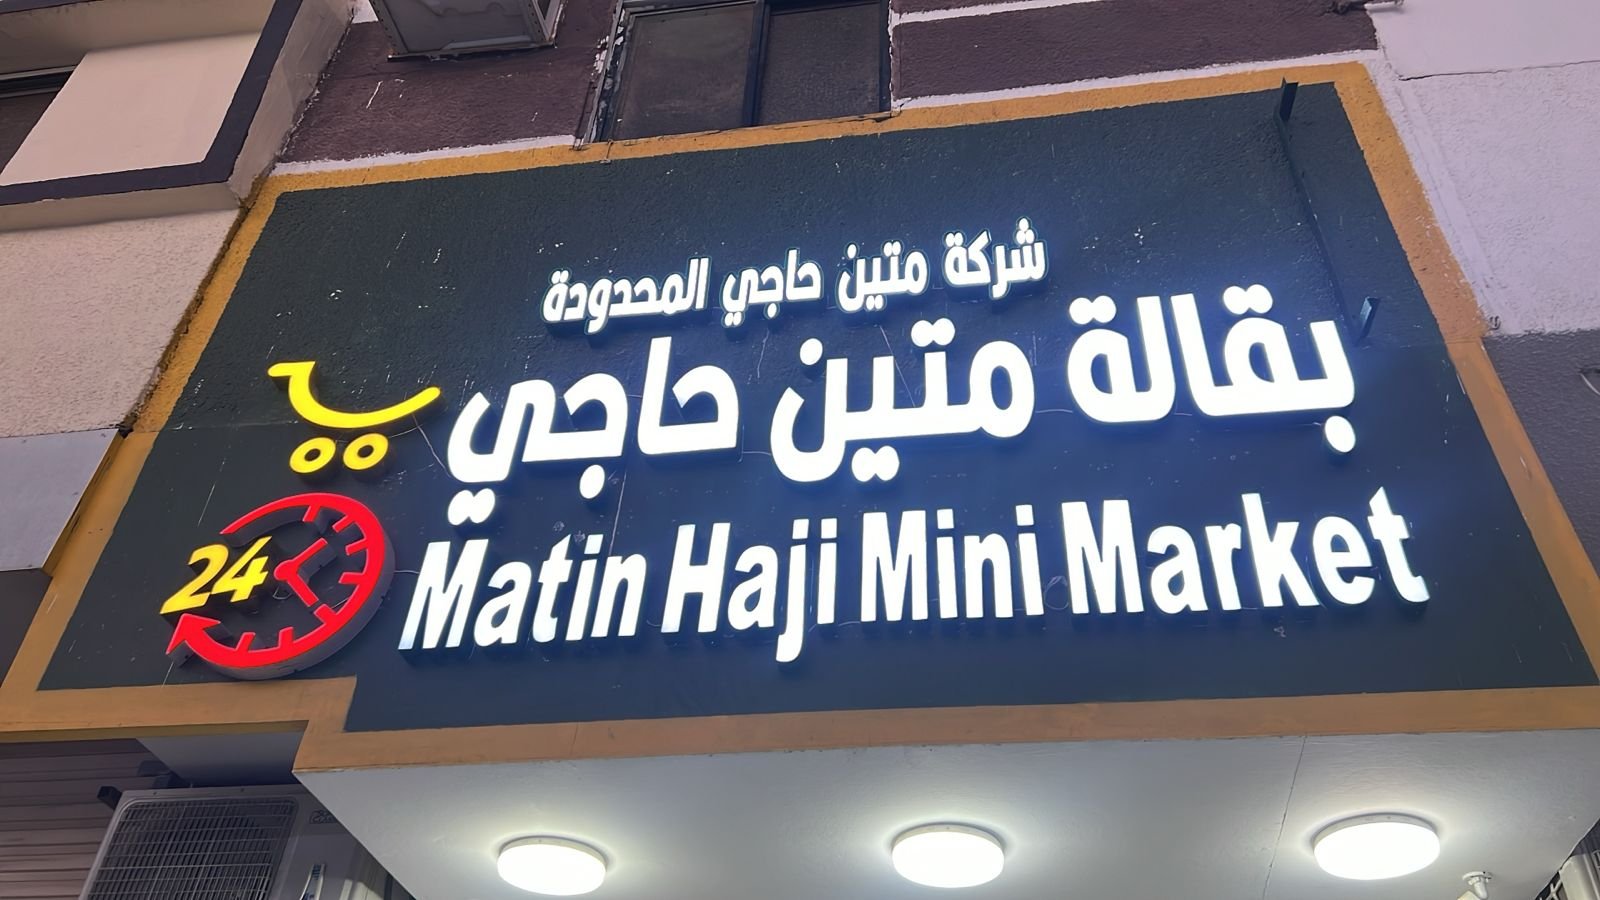 شركة متين حاجي المحدودة
بقالة متين حاجي
24
Matin Haji Mini Market